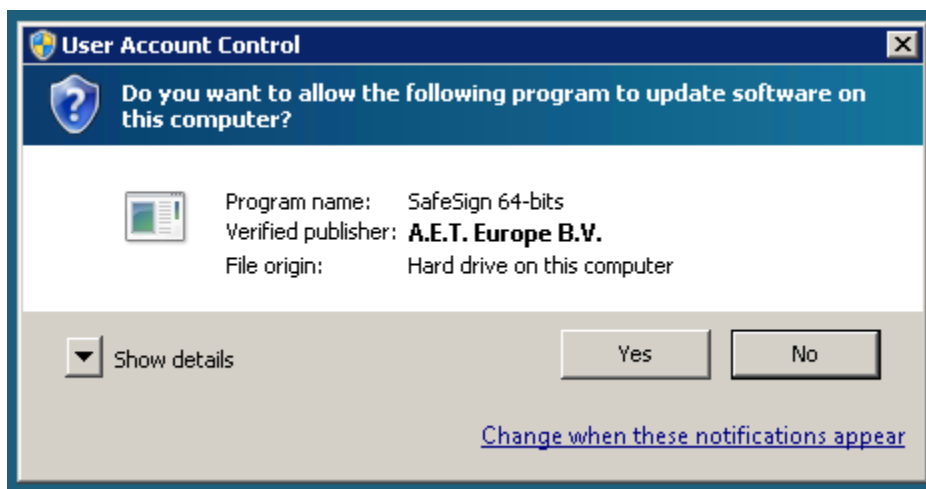 User Account Control
Do you want to allow the following program to update software on
this computer?
Program name: SafeSign 64-bits
Verified publisher: A.E.T. Europe B.V.
File origin: Hard drive on this computer
Show details
Yes
No
Change when these notifications appear